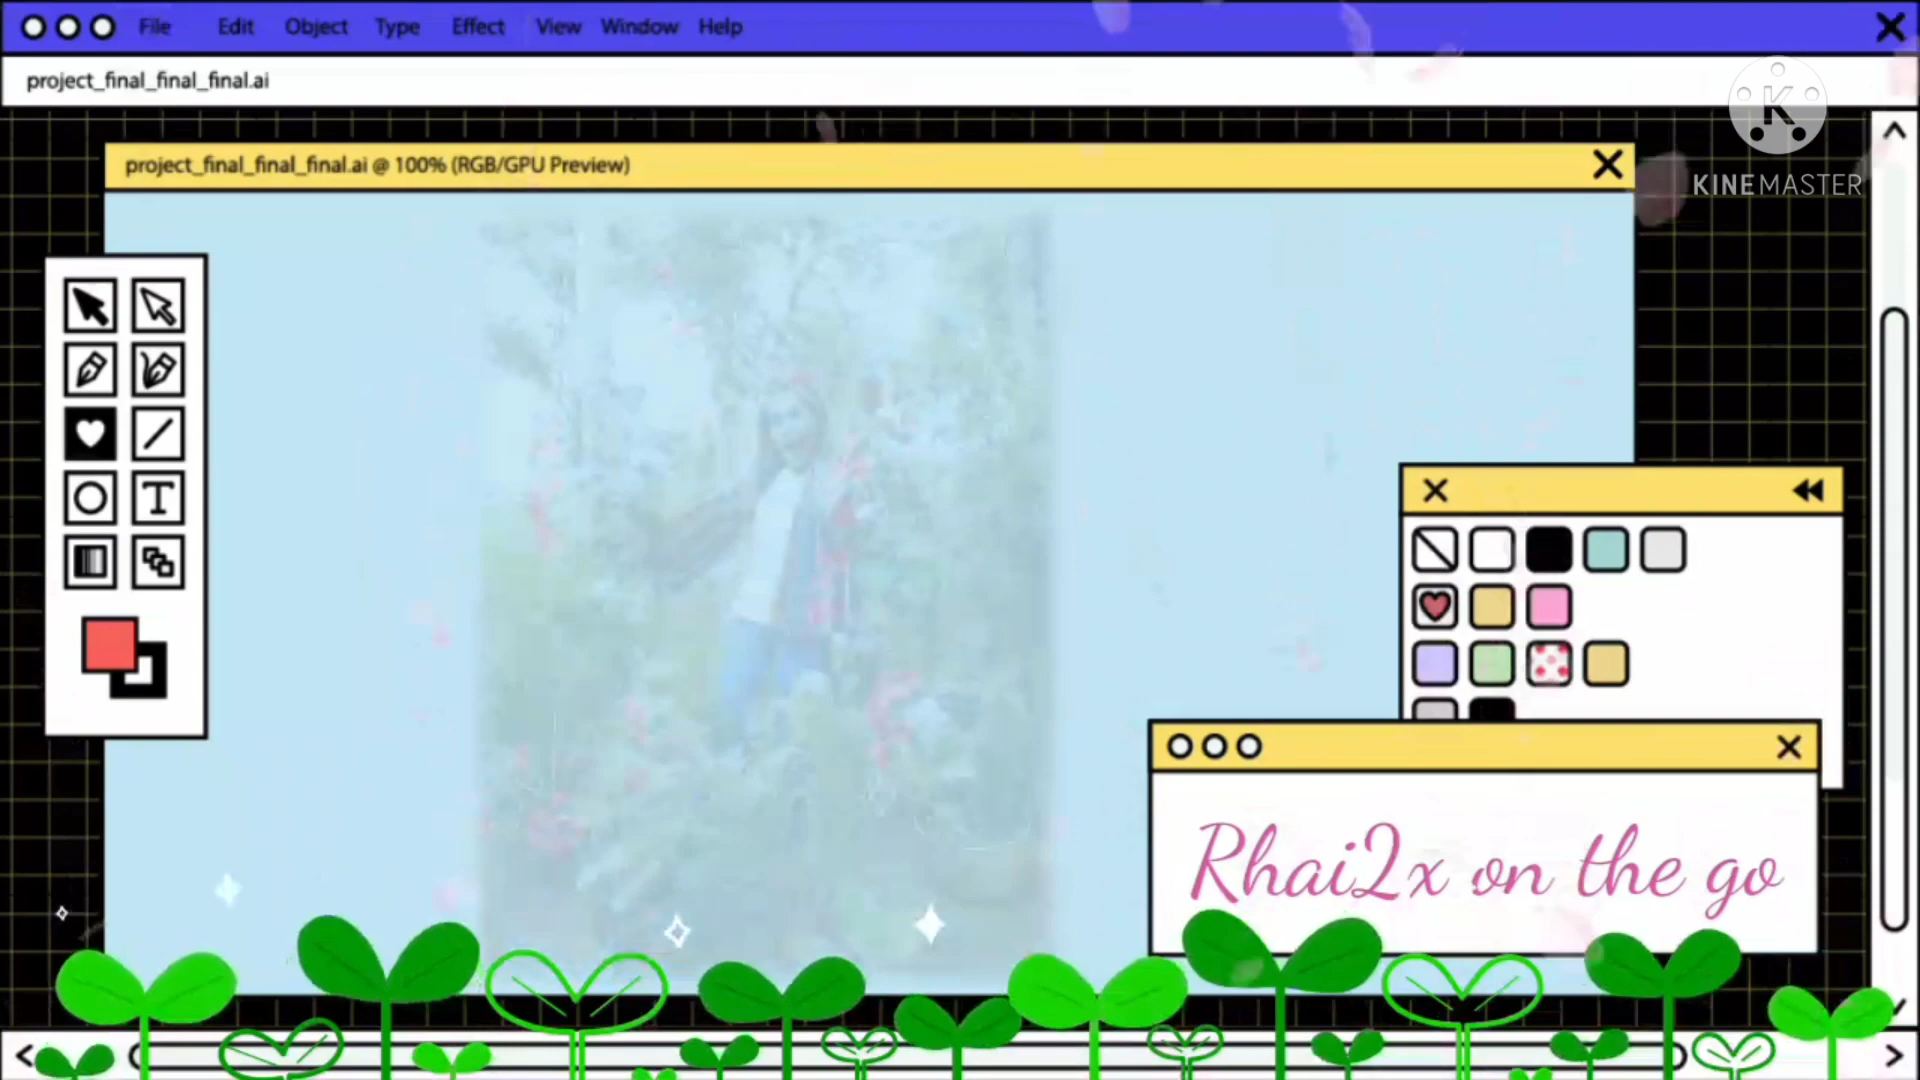 File Edit Object Type Effect View Window Help
project_final_final_final.ai
KINEMASTER
project_final_final_final.ai @ 100% (RGB/GPU Preview)
T
Rhai2x on the go